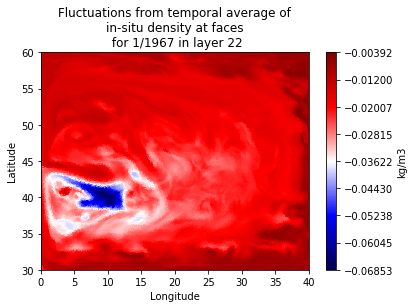 Fluctuations from temporal average of
in-situ density at faces
for 1/1967 in layer 22
60
55
50
45
40
35
30
Latitude
0 5 10 15 20 25 30 35 40
Longitude
−0.00392
−0.01200
−0.02007
−0.02815
−0.03622
−0.04430
−0.05238
−0.06045
−0.06853
kg/m3